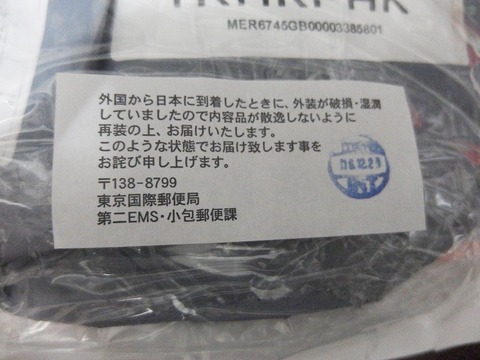 MER6745GB00003385801
外国から日本に到着したときに、外装が破損・湿潤
していましたので内容品が散逸しないように
再装の上、お届けいたします。
このような状態でお届け致します事を
お詫び申し上げます。
〒138-8799
東京国際郵便局
第二EMS・小包郵便課